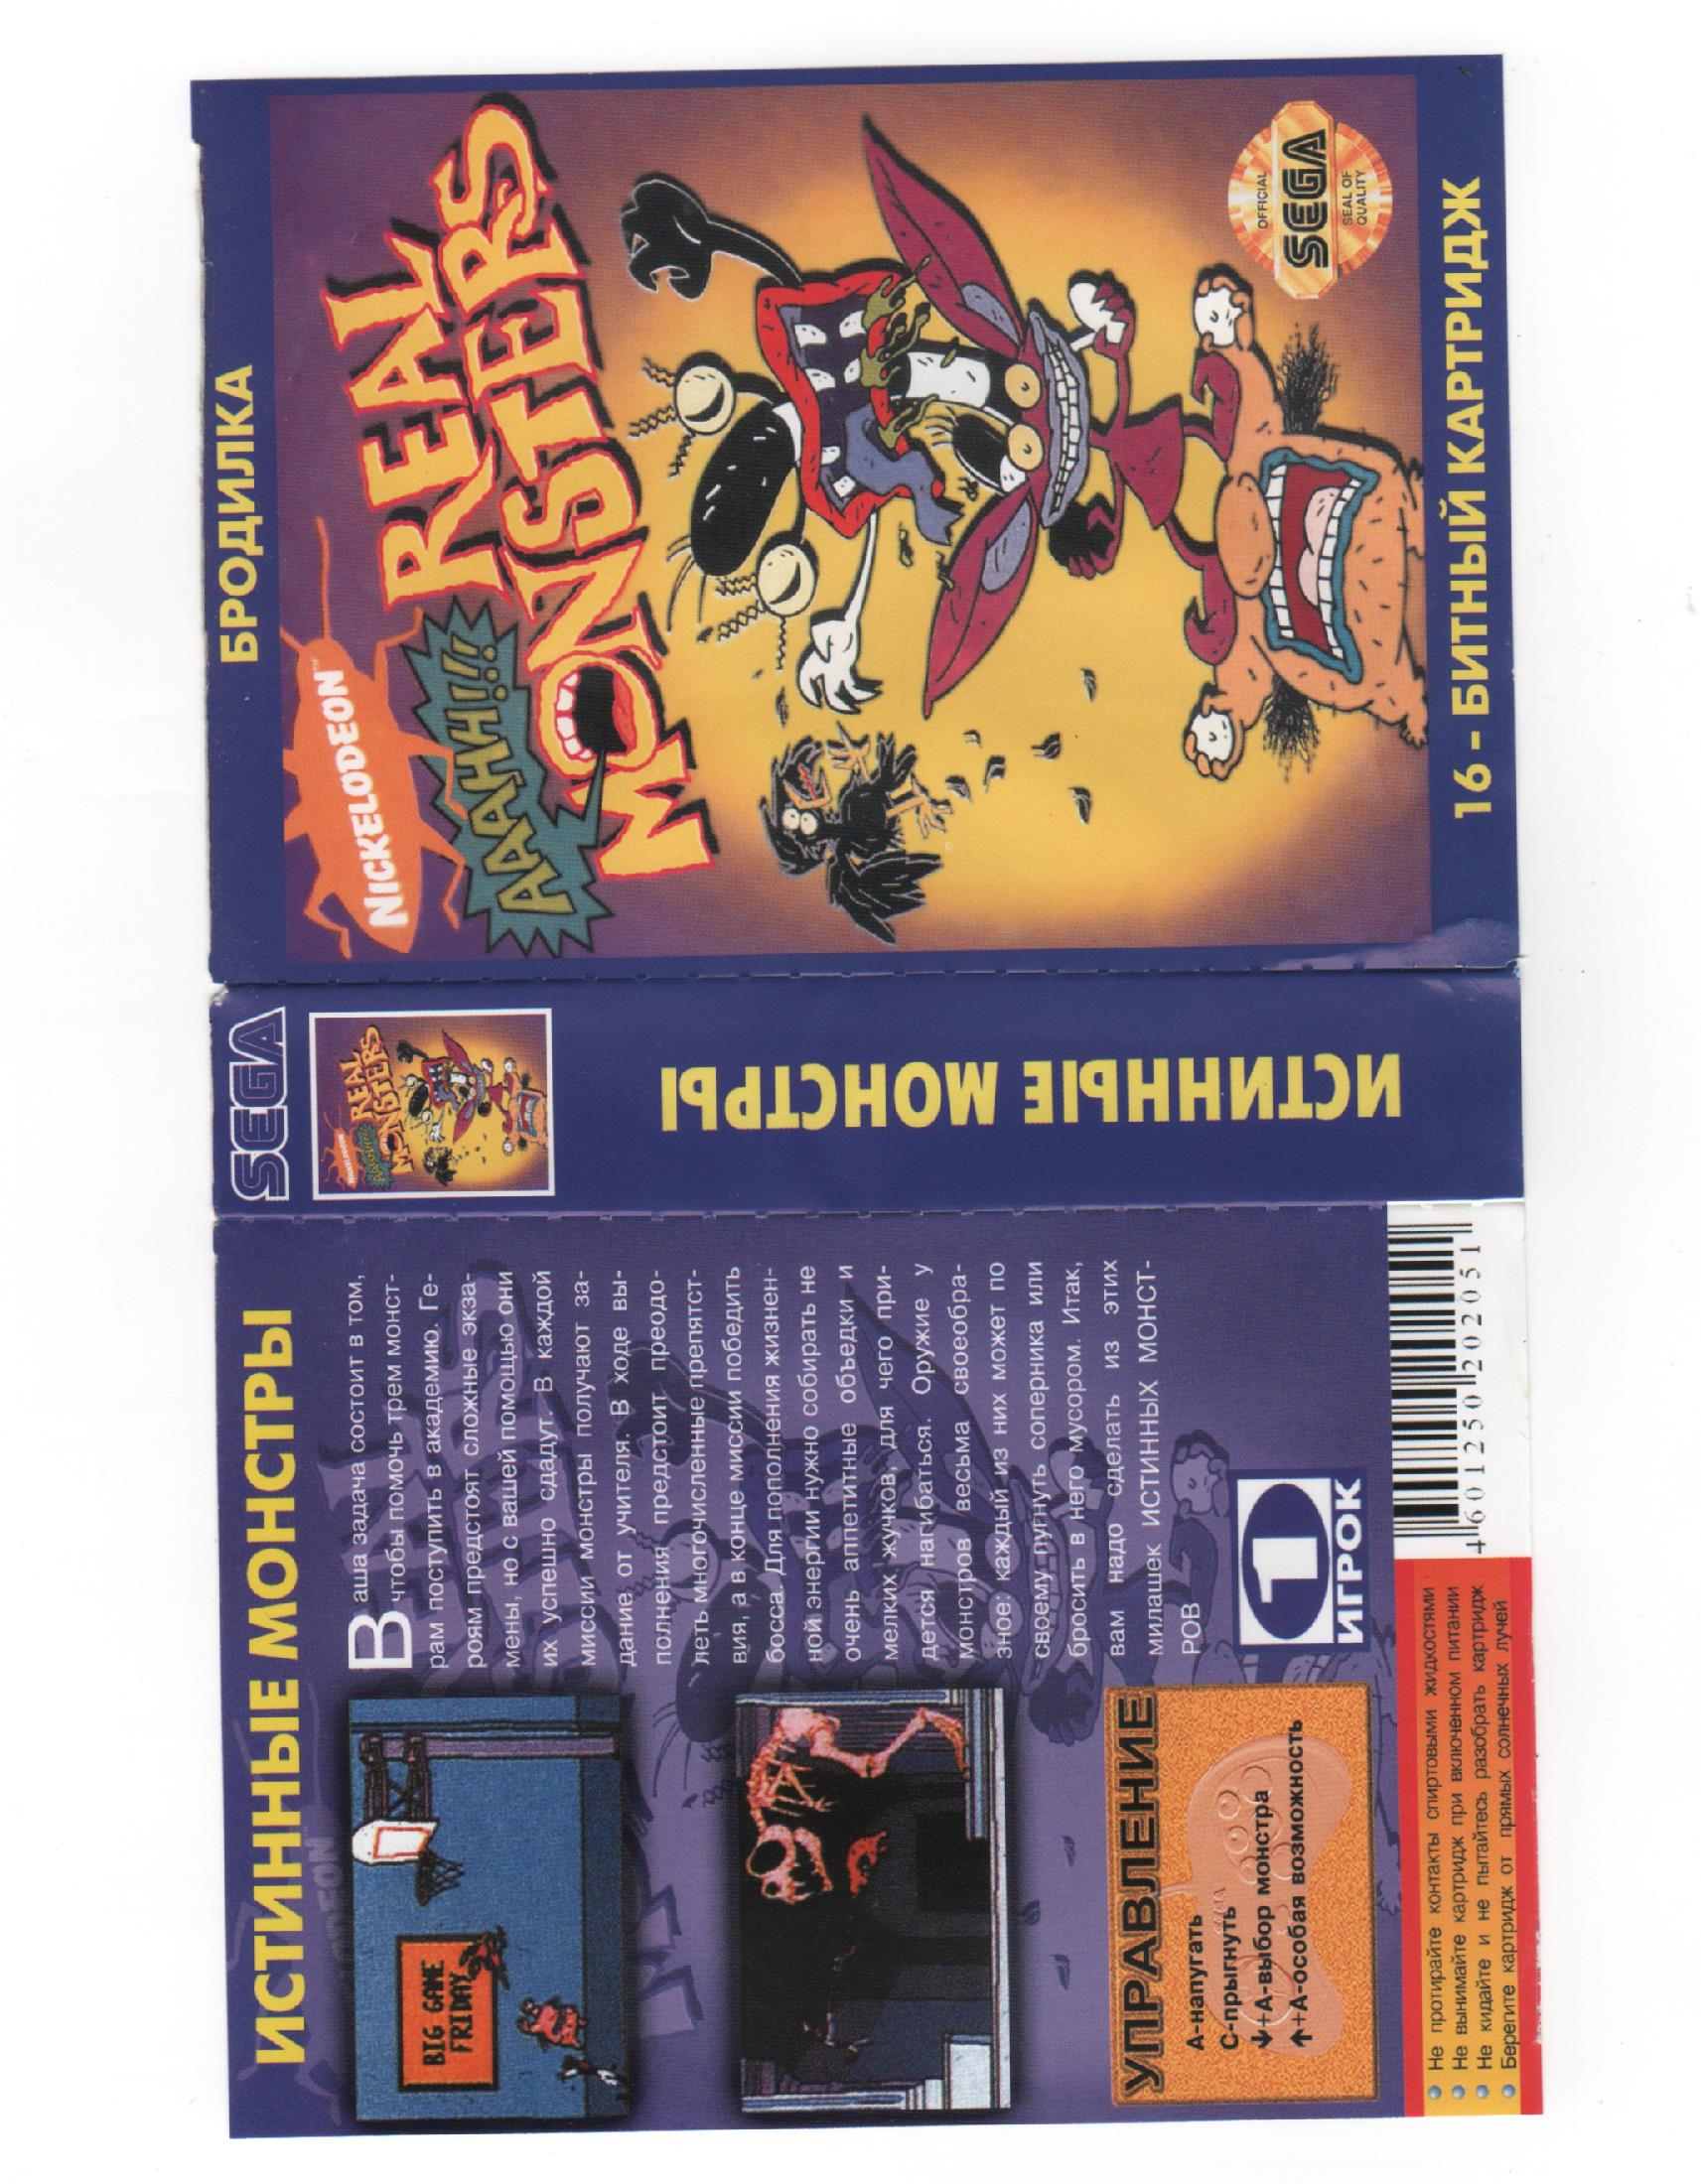 ИСТИННЫЕ МОНСТРЫ
BIG GAME
FRIDAY
Ваша задача состоит в том,
чтобы помочь трем монст-
рам поступить в академию. Ге-
роям предстоят сложные экза-
мены, но с вашей помощью они
их успешно сдадут. В каждой
миссии монстры получают за-
дание от учителя. В ходе вы-
полнения предстоит преодо-
леть многочисленные препятст-
вия, а в конце миссии победить
босса. Для пополнения жизнен-
ной энергии нужно собирать не
очень аппетитные объедки и
мелких жучков, для чего при-
дется нагибаться. Оружие у
монстров весьма своеобра-
зное: каждый из них может по
своему пугнуть соперника или
бросить в него мусором. Итак,
вам надо сделать из этих
милашек ИСТИННЫХ МОНСТ-
РОВ
УПРАВЛЕНИЕ
А-напугать
С-прыгнуть
↓+А-выбор монстра
↑+А-особая возможность
1
ИГРОК
Не протирайте контакты спиртовыми жидкостями
Не вынимайте картридж при включенном питании
Не кидайте и не пытайтесь разобрать картридж
Берегите картридж от прямых солнечных лучей
4 601250 202051
SEGA
NICKELODEON
AAAHH!!!
REAL
MONSTERS
ИСТИННЫЕ МОНСТРЫ
БРОДИЛКА
NICKELODEON™
AAAHH!!!
REAL
MONSTERS
OFFICIAL
SEGA
SEAL OF
QUALITY
16 - БИТНЫЙ КАРТРИДЖ